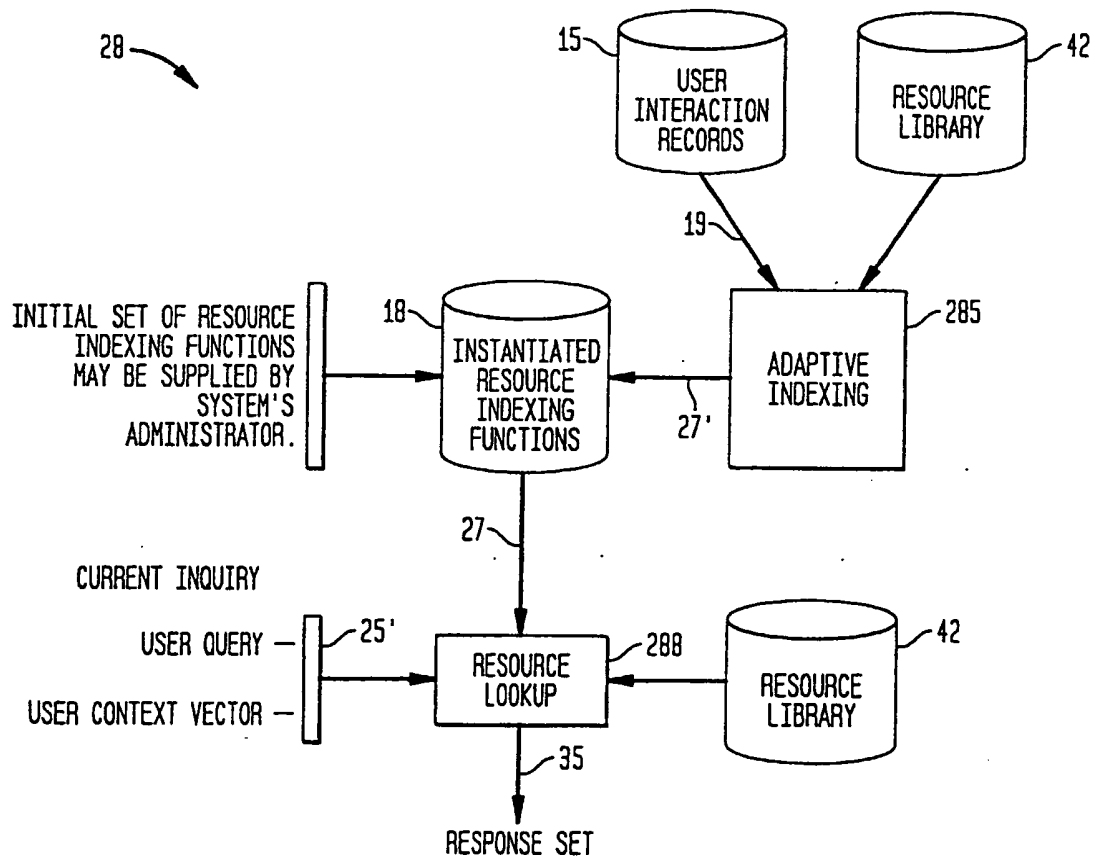 28
15
USER
INTERACTION
RECORDS
42
RESOURCE
LIBRARY
19
INITIAL SET OF RESOURCE
INDEXING FUNCTIONS
MAY BE SUPPLIED BY
SYSTEM'S
ADMINISTRATOR.
18
INSTANTIATED
RESOURCE
INDEXING
FUNCTIONS
27'
285
ADAPTIVE
INDEXING
27
CURRENT INQUIRY
USER QUERY
25'
USER CONTEXT VECTOR
288
RESOURCE
LOOKUP
42
RESOURCE
LIBRARY
35
RESPONSE SET